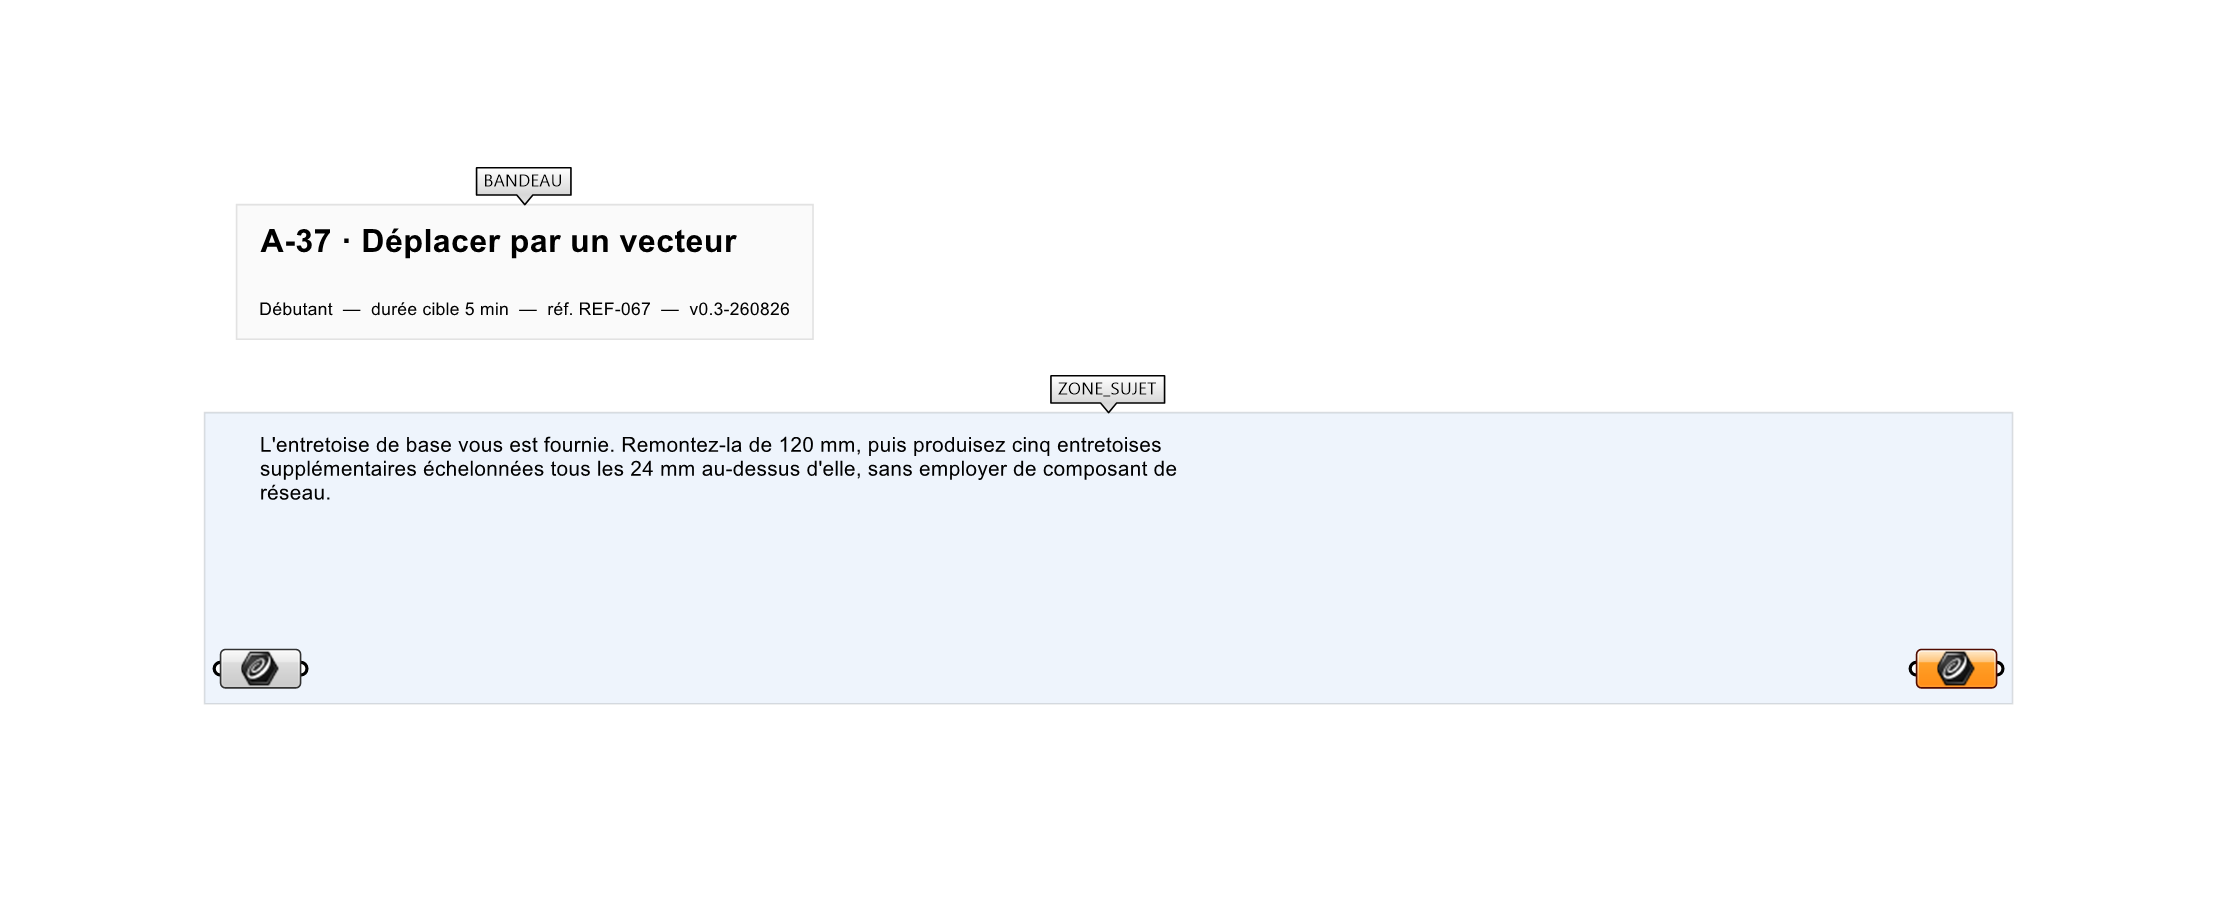 BANDEAU
A-37 · Déplacer par un vecteur
Débutant — durée cible 5 min — réf. REF-067 — v0.3-260826
ZONE_SUJET
L'entretoise de base vous est fournie. Remontez-la de 120 mm, puis produisez cinq entretoises
supplémentaires échelonnées tous les 24 mm au-dessus d'elle, sans employer de composant de
réseau.